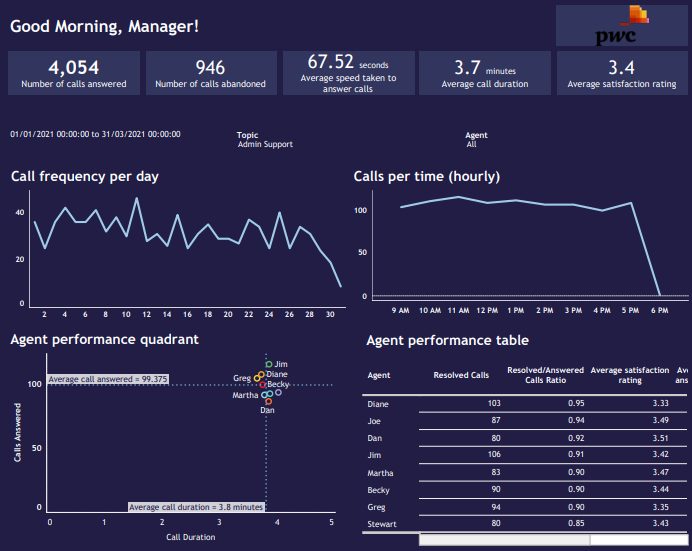 Good Morning, Manager!
pwc
4,054
Number of calls answered
946
Number of calls abandoned
67.52 seconds
Average speed taken to
answer calls
3.7 minutes
Average call duration
3.4
Average satisfaction rating
01/01/2021 00:00:00 to 31/03/2021 00:00:00
Topic
Admin Support
Agent
All
Call frequency per day
40
20
0
2 4 6 8 10 12 14 16 18 20 22 24 26 28 30
Calls per time (hourly)
100
50
0
9 AM 10 AM 11 AM 12 PM 1 PM 2 PM 3 PM 4 PM 5 PM 6 PM
Agent performance quadrant
Calls Answered
100
50
0
Average call answered = 99.375
Jim
Diane
Greg
Becky
Martha
Dan
Average call duration = 3.8 minutes
0 1 2 3 4 5
Call Duration
Agent performance table
Agent Resolved Calls Resolved/Answered Calls Ratio Average satisfaction rating
Diane 103 0.95 3.33
Joe 87 0.94 3.49
Dan 80 0.92 3.51
Jim 106 0.91 3.42
Martha 83 0.90 3.47
Becky 90 0.90 3.44
Greg 94 0.90 3.35
Stewart 80 0.85 3.43